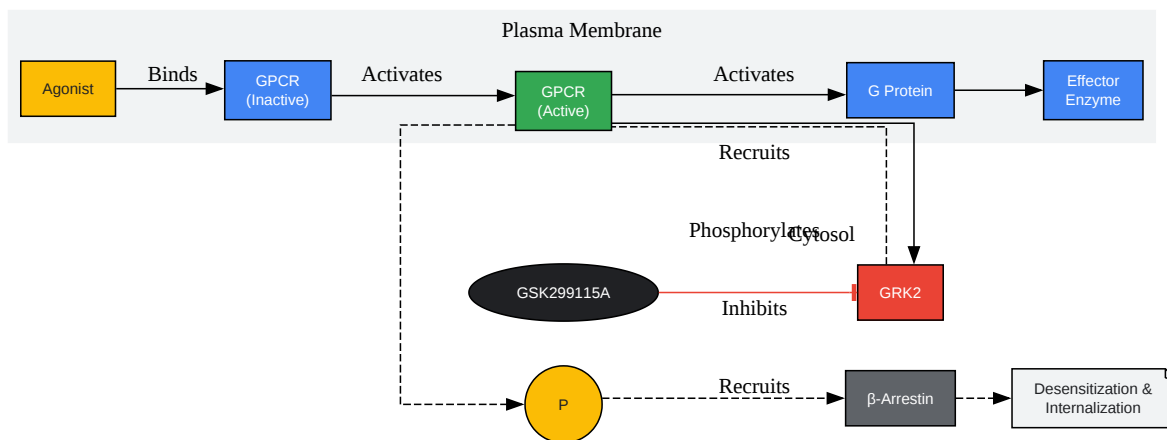 Plasma Membrane
Agonist
Binds
GPCR
(Inactive)
Activates
GPCR
(Active)
Activates
G Protein
Effector
Enzyme
Recruits
Phosphorylates
Cytosol
GSK299115A
Inhibits
GRK2
P
Recruits
β-Arrestin
Desensitization &
Internalization